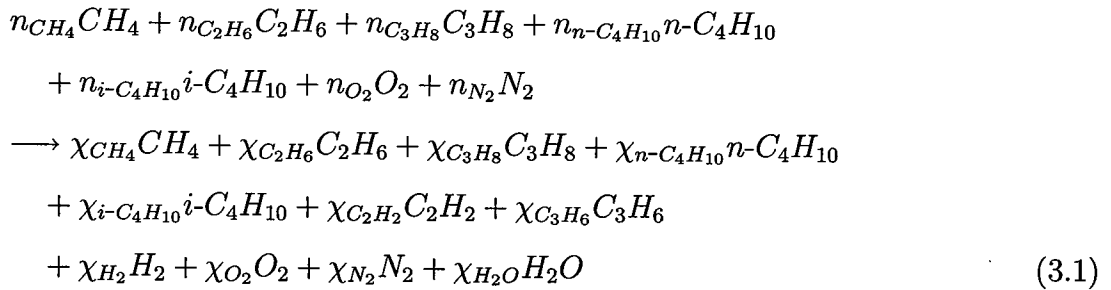 n_{CH_4}CH_4 + n_{C_2H_6}C_2H_6 + n_{C_3H_8}C_3H_8 + n_{n-C_4H_{10}}n-C_4H_{10}
+ n_{i-C_4H_{10}}i-C_4H_{10} + n_{O_2}O_2 + n_{N_2}N_2
⟶ χ_{CH_4}CH_4 + χ_{C_2H_6}C_2H_6 + χ_{C_3H_8}C_3H_8 + χ_{n-C_4H_{10}}n-C_4H_{10}
+ χ_{i-C_4H_{10}}i-C_4H_{10} + χ_{C_2H_2}C_2H_2 + χ_{C_3H_6}C_3H_6
+ χ_{H_2}H_2 + χ_{O_2}O_2 + χ_{N_2}N_2 + χ_{H_2O}H_2O (3.1)